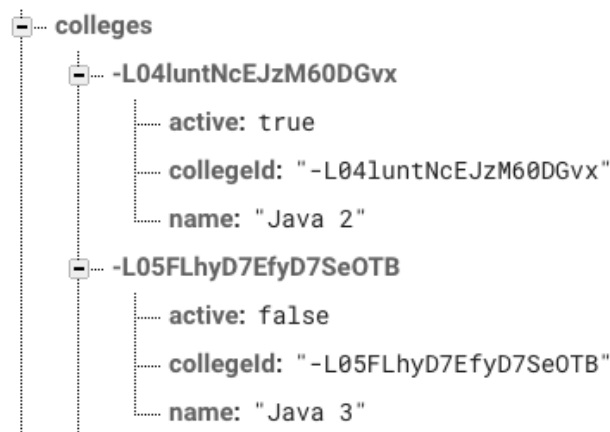 colleges
-L04luntNcEJzM60DGvx
active: true
collegeId: "-L04luntNcEJzM60DGvx"
name: "Java 2"
-L05FLhyD7EfyD7SeOTB
active: false
collegeId: "-L05FLhyD7EfyD7SeOTB"
name: "Java 3"